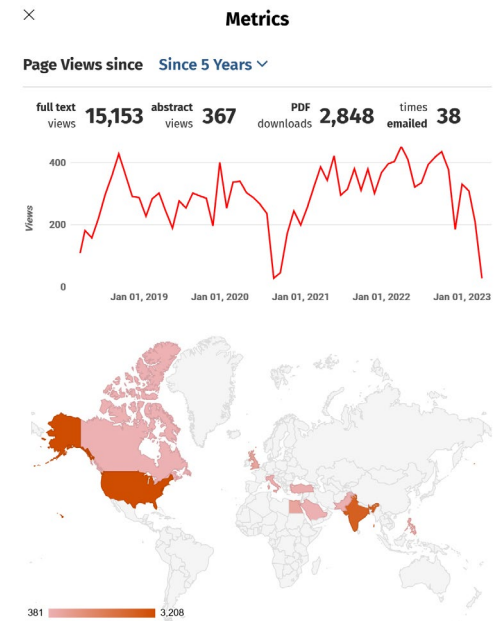 Metrics
Page Views since Since 5 Years
full text views 15,153 abstract views 367 PDF downloads 2,848 times emailed 38
Views
400
200
0
Jan 01, 2019 Jan 01, 2020 Jan 01, 2021 Jan 01, 2022 Jan 01, 2023
381 3,208